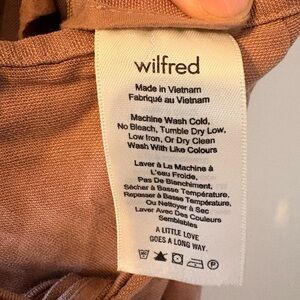 wilfred
Made in Vietnam
Fabriqué au Vietnam
Machine Wash Cold,
No Bleach, Tumble Dry Low,
Low Iron, Or Dry Clean
Wash With Like Colours
Laver À La Machine À
L'eau Froide,
Pas De Blanchiment,
Sécher à Basse Température,
Repasser à Basse Température,
Ou Nettoyer à Sec
Laver Avec Des Couleurs
Semblables
A LITTLE LOVE
GOES A LONG WAY.
P